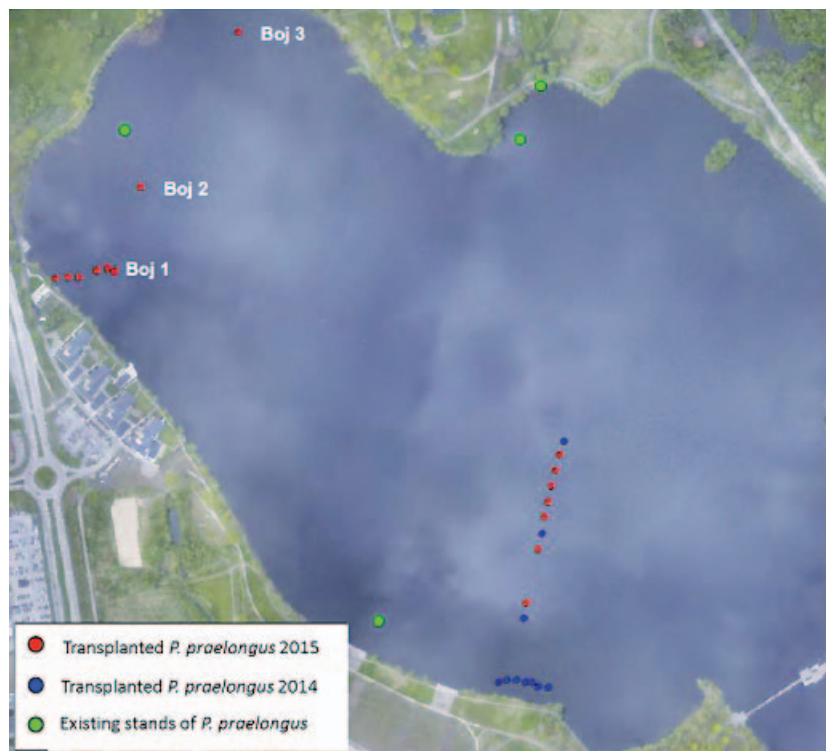 Boj 3
Boj 2
Boj 1
Transplanted P. praelongus 2015
Transplanted P. praelongus 2014
Existing stands of P. praelongus